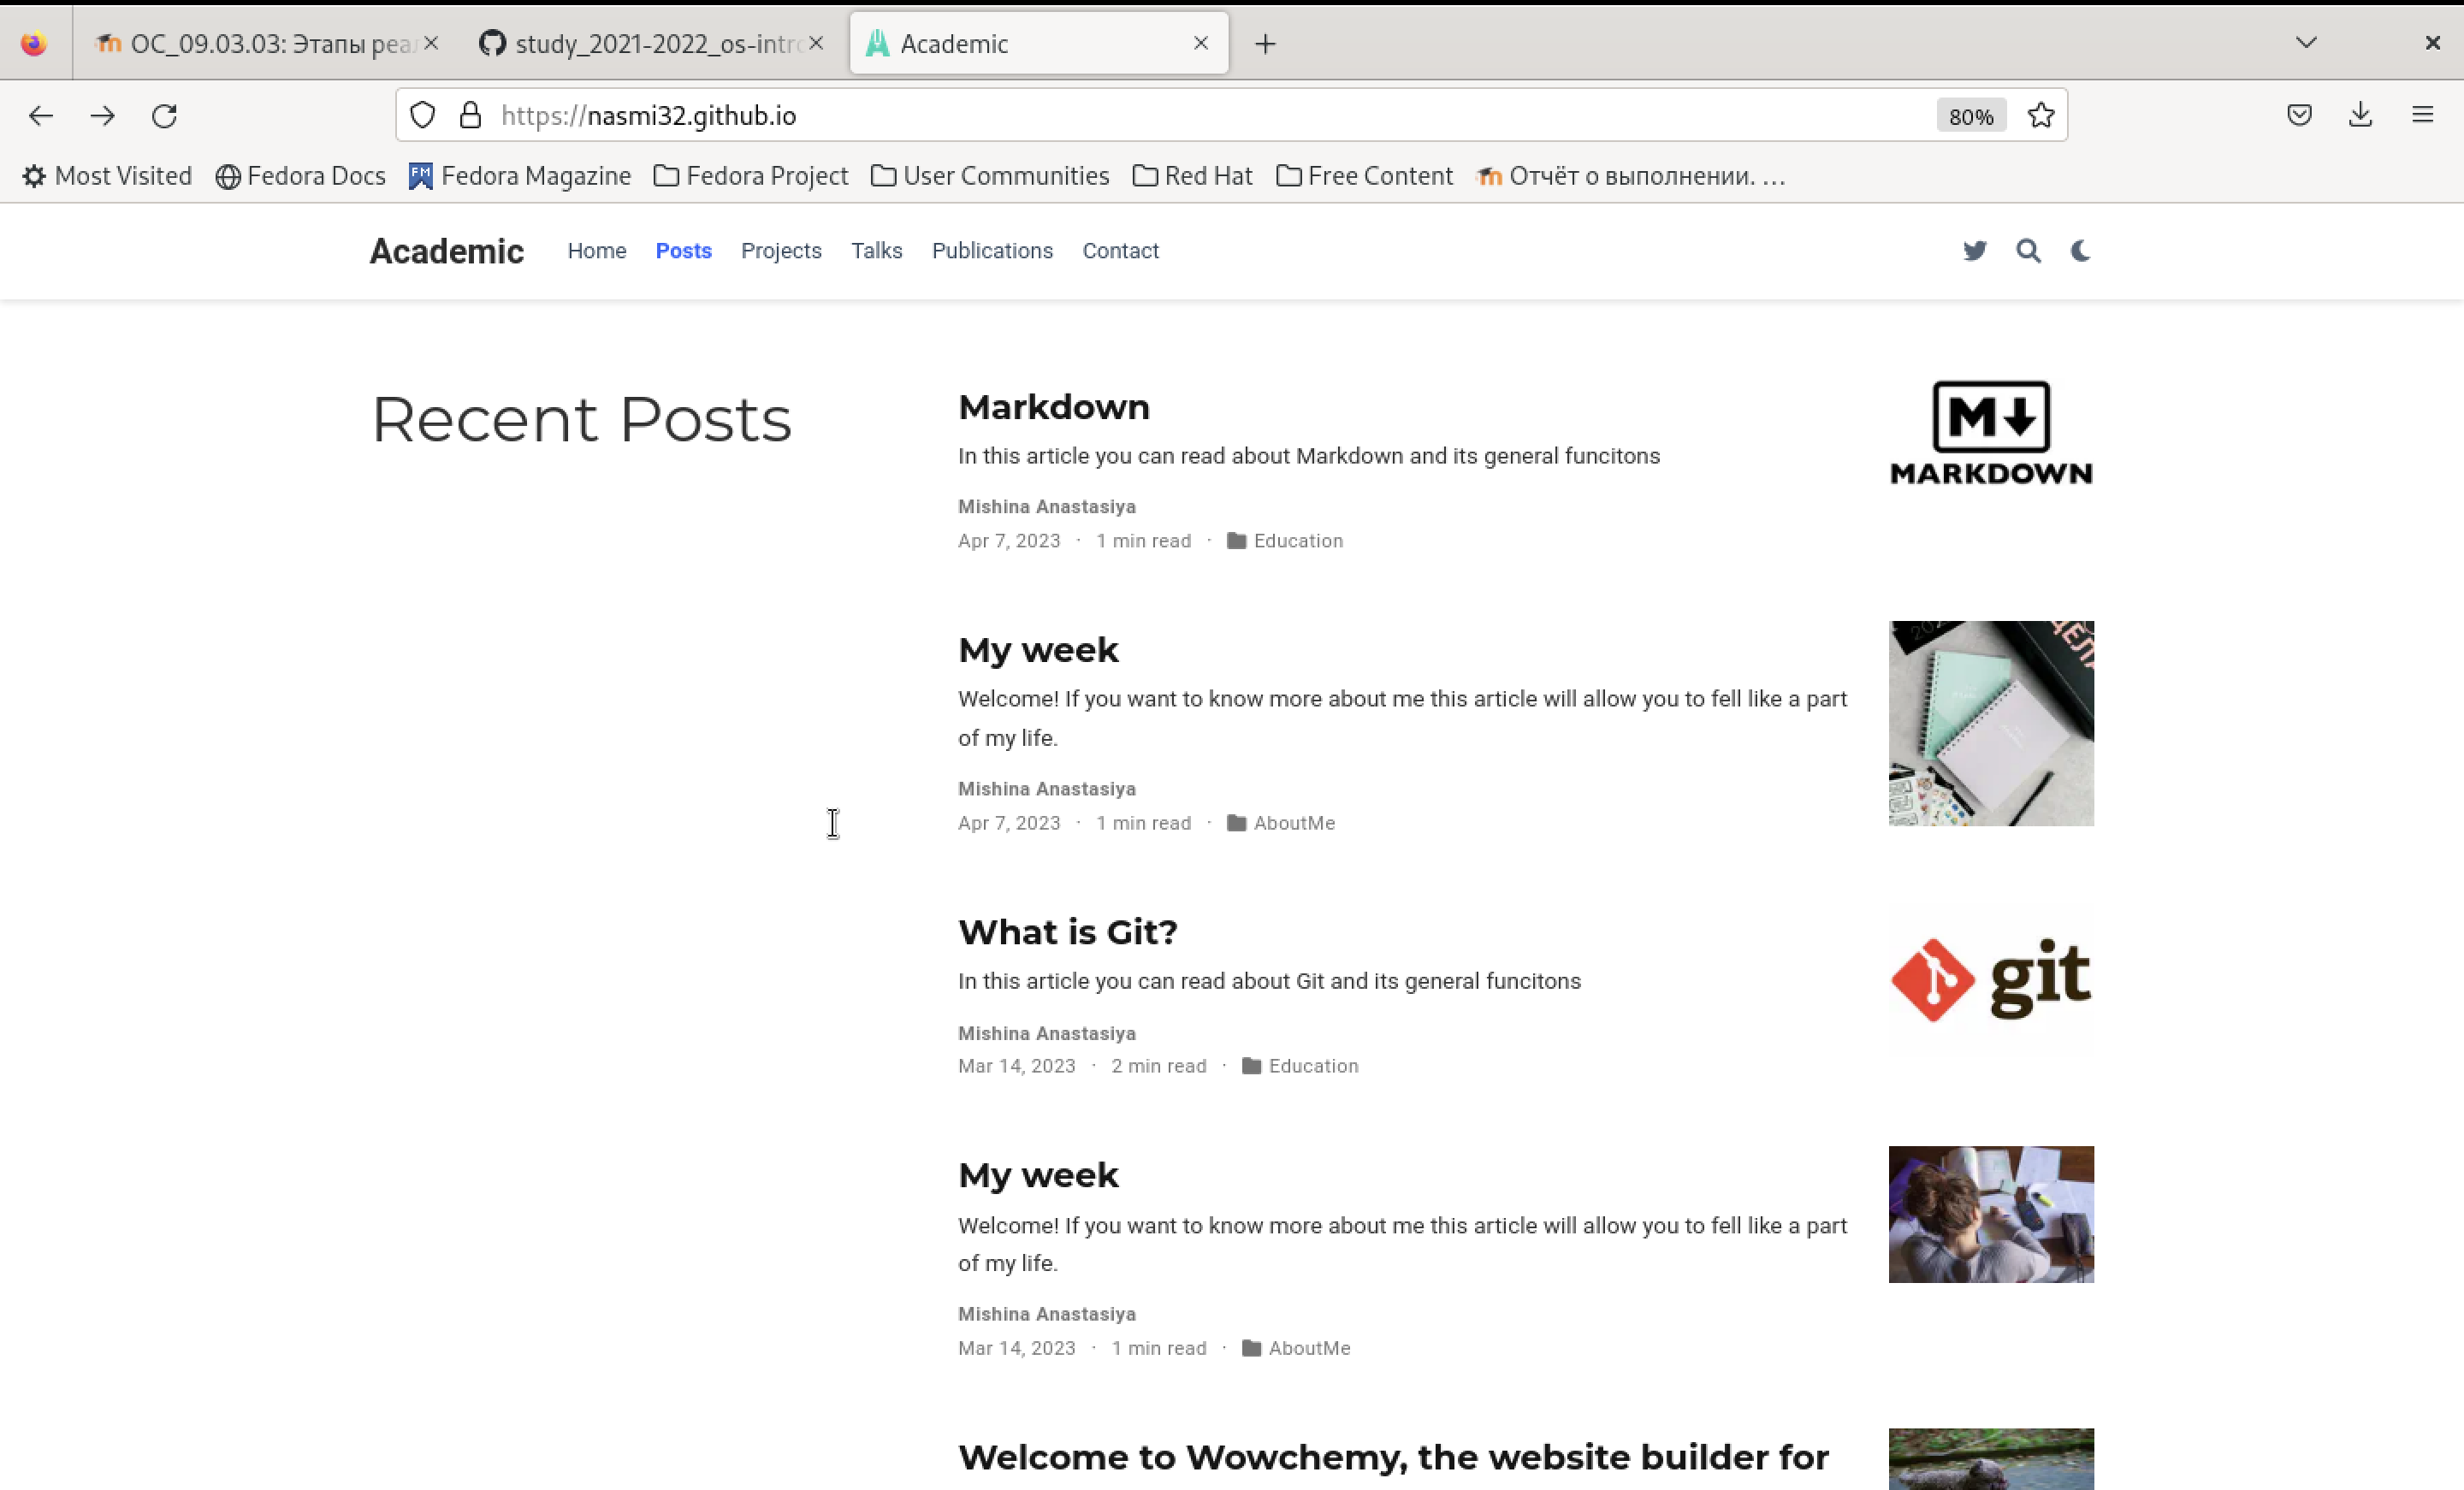 ОС_09.03.03: Этапы реа
study_2021-2022_os-intro
Academic
https://nasmi32.github.io
80%
Most Visited
Fedora Docs
FM
Fedora Magazine
Fedora Project
User Communities
Red Hat
Free Content
Отчёт о выполнении. ...
Academic
Home
Posts
Projects
Talks
Publications
Contact
Recent Posts
Markdown
In this article you can read about Markdown and its general funcitons
Mishina Anastasiya
Apr 7, 2023 · 1 min read · Education
M
MARKDOWN
My week
Welcome! If you want to know more about me this article will allow you to fell like a part
of my life.
Mishina Anastasiya
Apr 7, 2023 · 1 min read · AboutMe
What is Git?
In this article you can read about Git and its general funcitons
Mishina Anastasiya
Mar 14, 2023 · 2 min read · Education
git
My week
Welcome! If you want to know more about me this article will allow you to fell like a part
of my life.
Mishina Anastasiya
Mar 14, 2023 · 1 min read · AboutMe
Welcome to Wowchemy, the website builder for